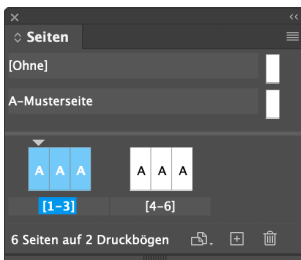 Seiten
[Ohne]
A-Musterseite
A A A A A A
[1-3] [4-6]
6 Seiten auf 2 Druckbögen